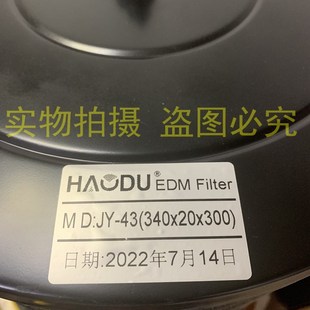 实物拍摄 盗图必究
HAODU® EDM Filter
M D:JY-43(340x20x300)
日期:2022年7月14日